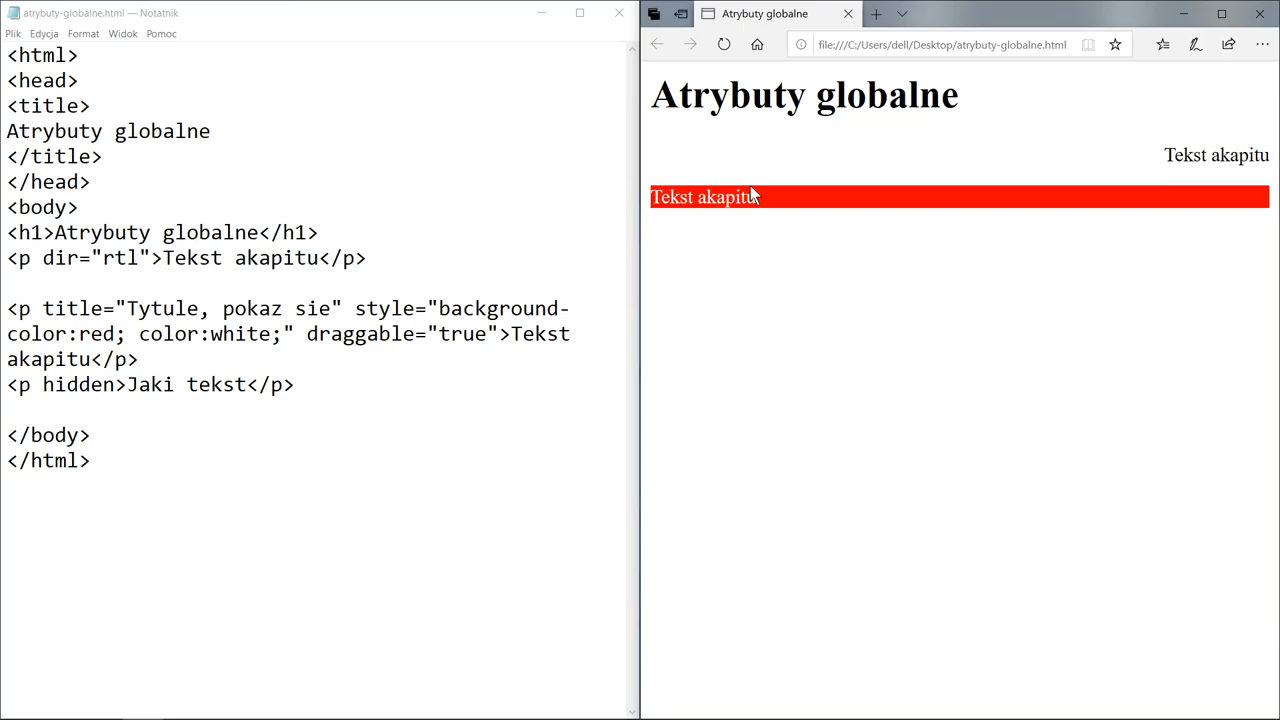 atrybuty-globalne.html — Notatnik
Plik Edycja Format Widok Pomoc
<html>
<head>
<title>
Atrybuty globalne
</title>
</head>
<body>
<h1>Atrybuty globalne</h1>
<p dir="rtl">Tekst akapitu</p>
<p title="Tytule, pokaz sie" style="background-
color:red; color:white;" draggable="true">Tekst
akapitu</p>
<p hidden>Jaki tekst</p>
</body>
</html>
Atrybuty globalne
file:///C:/Users/dell/Desktop/atrybuty-globalne.html
Atrybuty globalne
Tekst akapitu
Tekst akapitu